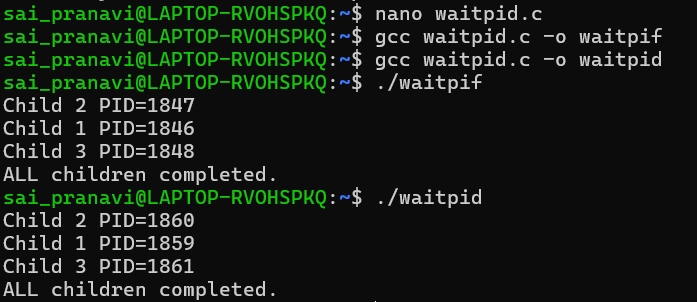 sai_pranavi@LAPTOP-RVOHSPKQ:~$ nano waitpid.c
sai_pranavi@LAPTOP-RVOHSPKQ:~$ gcc waitpid.c -o waitpif
sai_pranavi@LAPTOP-RVOHSPKQ:~$ gcc waitpid.c -o waitpid
sai_pranavi@LAPTOP-RVOHSPKQ:~$ ./waitpif
Child 2 PID=1847
Child 1 PID=1846
Child 3 PID=1848
ALL children completed.
sai_pranavi@LAPTOP-RVOHSPKQ:~$ ./waitpid
Child 2 PID=1860
Child 1 PID=1859
Child 3 PID=1861
ALL children completed.